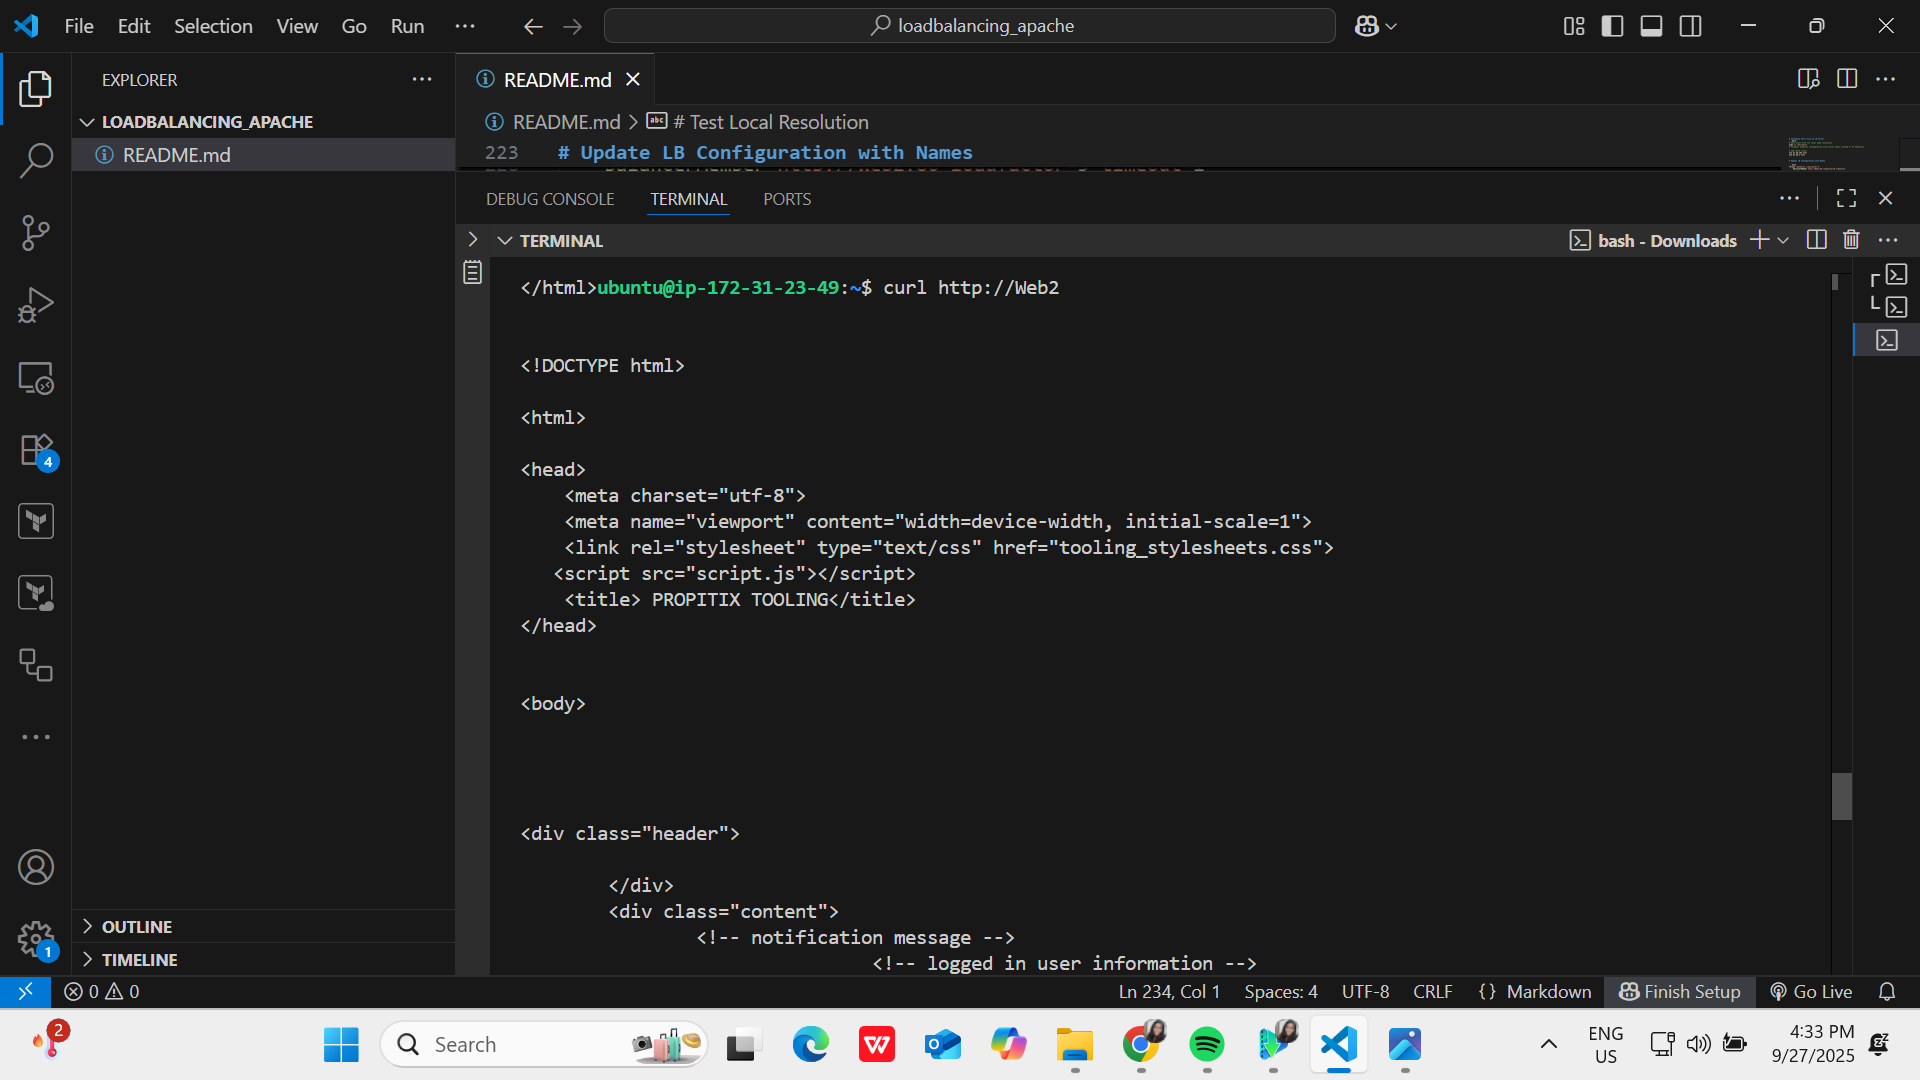 File Edit Selection View Go Run ··· loadbalancing_apache
EXPLORER
LOADBALANCING_APACHE
README.md
README.md
README.md > # Test Local Resolution
223 # Update LB Configuration with Names
DEBUG CONSOLE TERMINAL PORTS
TERMINAL bash - Downloads
</html>ubuntu@ip-172-31-23-49:~$ curl http://Web2
<!DOCTYPE html>
<html>
<head>
<meta charset="utf-8">
<meta name="viewport" content="width=device-width, initial-scale=1">
<link rel="stylesheet" type="text/css" href="tooling_stylesheets.css">
<script src="script.js"></script>
<title> PROPITIX TOOLING</title>
</head>
<body>
<div class="header">
</div>
<div class="content">
<!-- notification message -->
<!-- logged in user information -->
4
1
OUTLINE
TIMELINE
0 0 Ln 234, Col 1 Spaces: 4 UTF-8 CRLF {} Markdown Finish Setup Go Live
2 Search ENG US 4:33 PM 9/27/2025